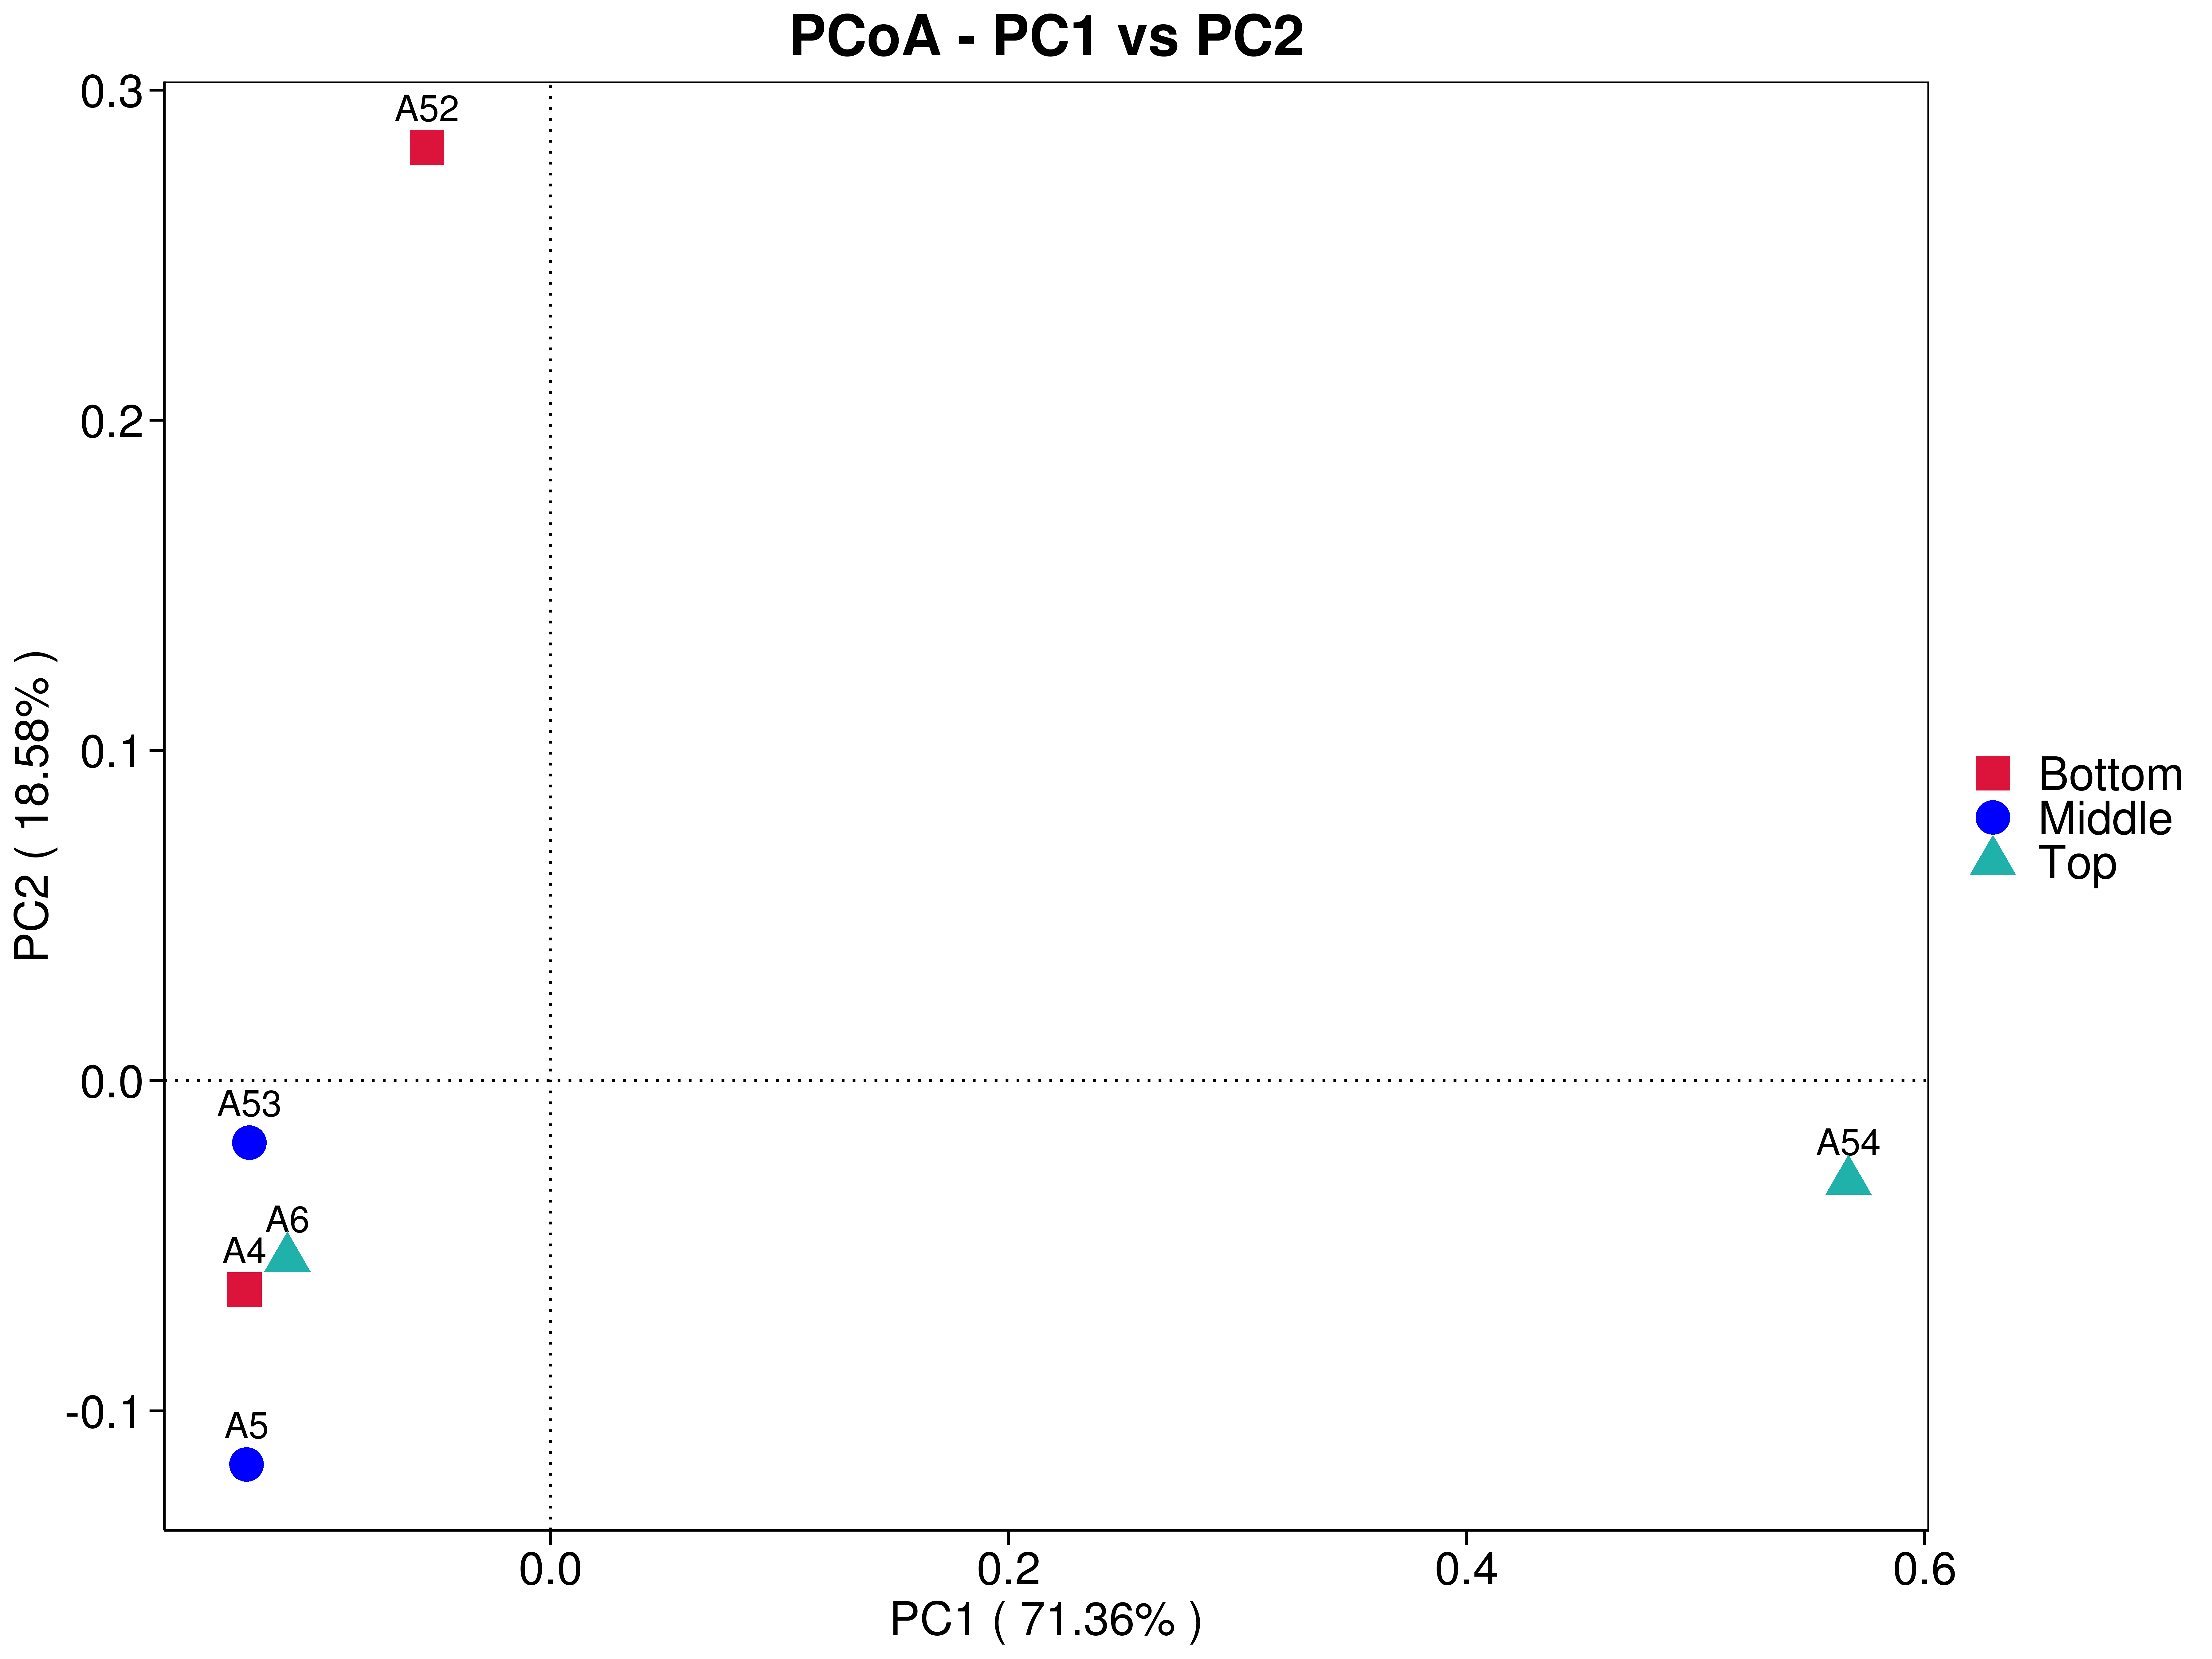 PCoA - PC1 vs PC2
0.3
0.2
0.1
0.0
-0.1
PC2 ( 18.58% )
A52
A53
A6
A4
A5
A54
0.0 0.2 0.4 0.6
PC1 ( 71.36% )
Bottom
Middle
Top